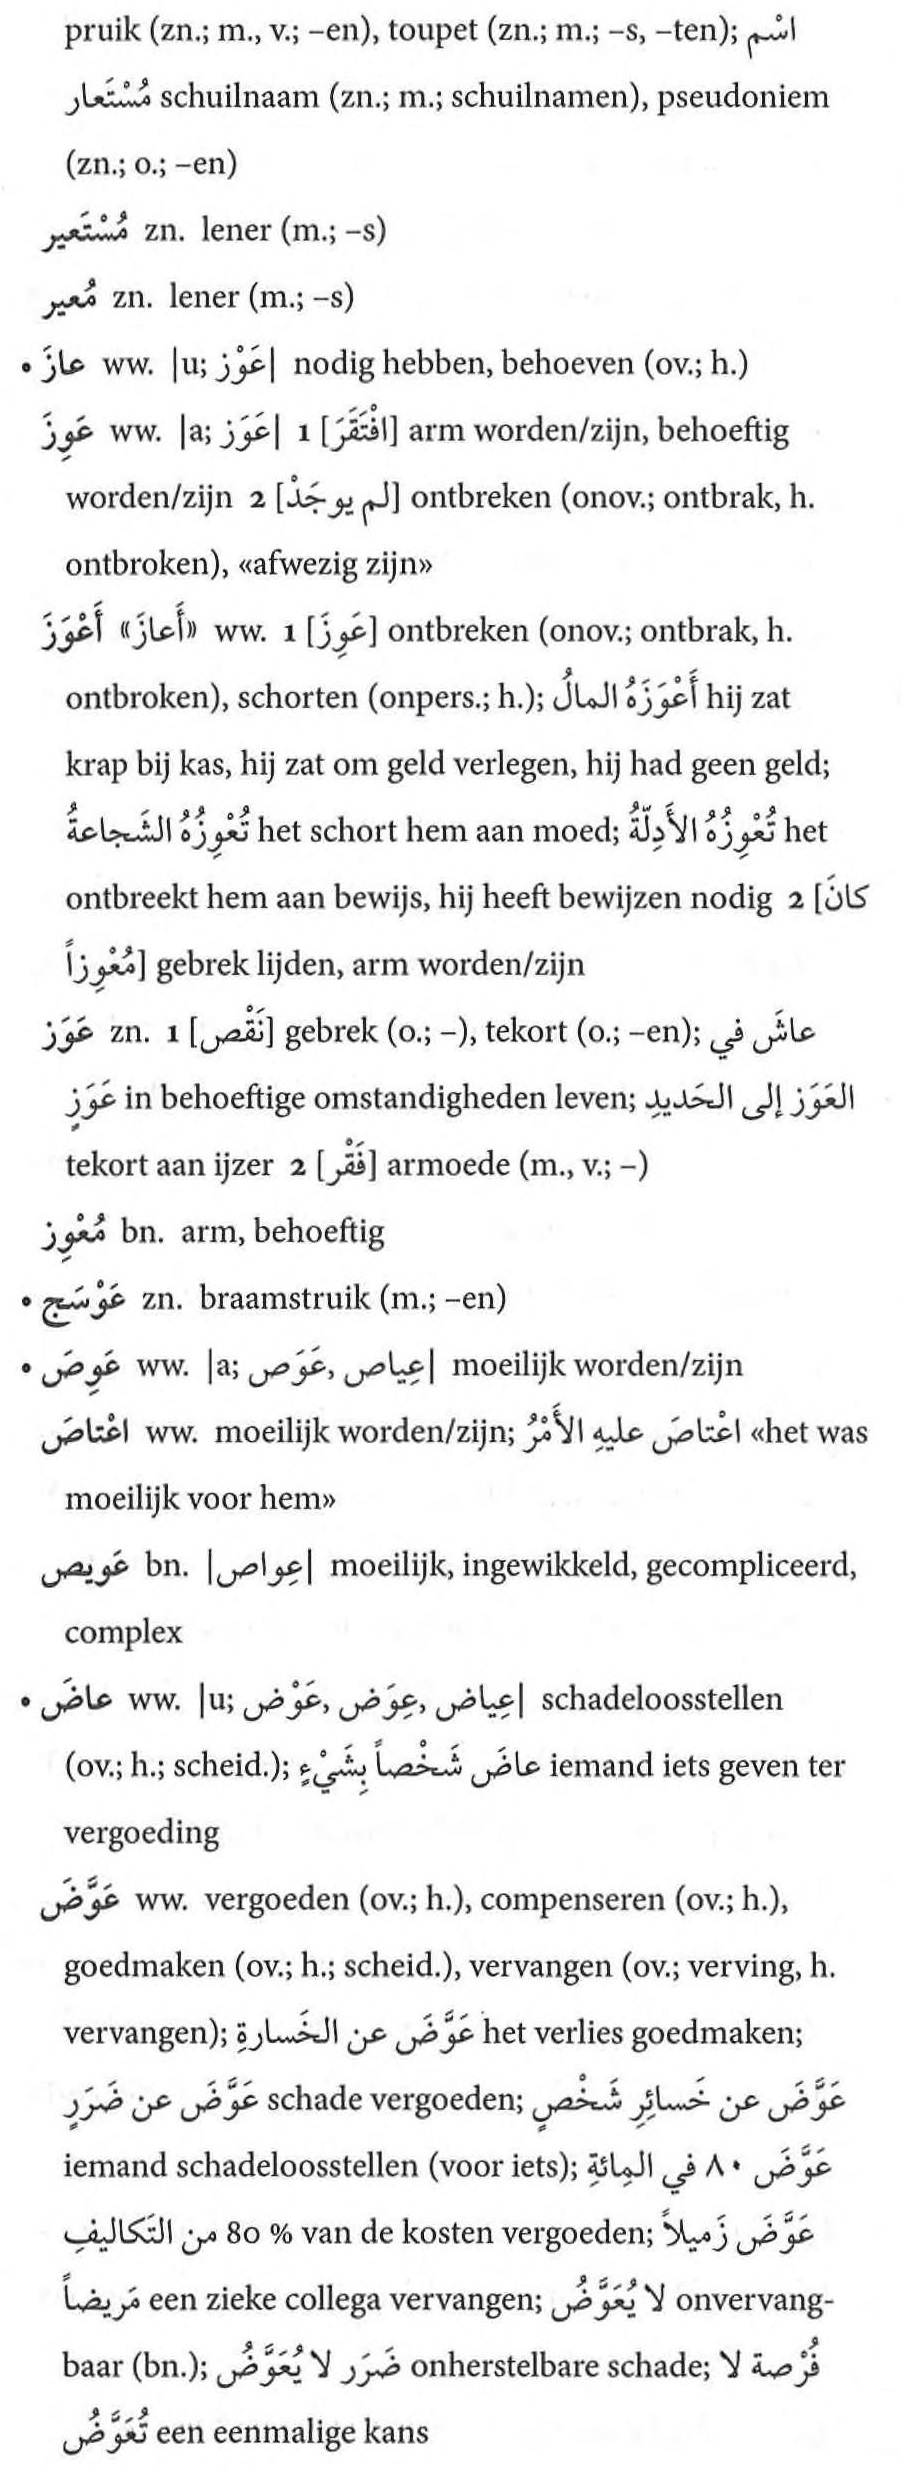 pruik (zn.; m., v.; –en), toupet (zn.; m.; –s, –ten); اسْم
مُسْتَعار schuilnaam (zn.; m.; schuilnamen), pseudoniem
(zn.; o.; –en)
مُسْتَعير zn. lener (m.; –s)
مُعير zn. lener (m.; –s)
• عازَ ww. |u; عَوْز| nodig hebben, behoeven (ov.; h.)
عَوِزَ ww. |a; عَوَز| 1 [افْتَقَرَ] arm worden/zijn, behoeftig
worden/zijn 2 [لم يوجَدْ] ontbreken (onov.; ontbrak, h.
ontbroken), «afwezig zijn»
أَعْوَزَ «أَعازَ» ww. 1 [عَوِزَ] ontbreken (onov.; ontbrak, h.
ontbroken), schorten (onpers.; h.); أَعْوَزَهُ المالُ hij zat
krap bij kas, hij zat om geld verlegen, hij had geen geld;
تُعْوِزُهُ الشَّجاعةُ het schort hem aan moed; تُعْوِزُهُ الأَدِلّةُ het
ontbreekt hem aan bewijs, hij heeft bewijzen nodig 2 [كانَ
مُعْوِزاً] gebrek lijden, arm worden/zijn
عَوَز zn. 1 [نَقْص] gebrek (o.; –), tekort (o.; –en); عاشَ في
عَوَزٍ in behoeftige omstandigheden leven; العَوَز إلى الحَديدِ
tekort aan ijzer 2 [فَقْر] armoede (m., v.; –)
مُعْوِز bn. arm, behoeftig
• عَوْسَج zn. braamstruik (m.; –en)
• عَوِصَ ww. |a; عِياص, عَوَص| moeilijk worden/zijn
اعْتاصَ ww. moeilijk worden/zijn; اعْتاصَ عليهِ الأَمْرُ «het was
moeilijk voor hem»
عَويص bn. |عِواص| moeilijk, ingewikkeld, gecompliceerd,
complex
• عاضَ ww. |u; عِياض, عِوَض, عَوْض| schadeloosstellen
(ov.; h.; scheid.); عاضَ شَخْصاً بِشَيْءٍ iemand iets geven ter
vergoeding
عَوَّضَ ww. vergoeden (ov.; h.), compenseren (ov.; h.),
goedmaken (ov.; h.; scheid.), vervangen (ov.; verving, h.
vervangen); عَوَّضَ عن الخَسارةِ het verlies goedmaken;
عَوَّضَ عن ضَرَرٍ schade vergoeden; عَوَّضَ عن خَسائِرِ شَخْصٍ
iemand schadeloosstellen (voor iets); عَوَّضَ ٨٠ في المِائةِ
من التَكاليفِ 80 % van de kosten vergoeden; عَوَّضَ زَميلاً
مَريضاً een zieke collega vervangen; لا يُعَوَّضُ onvervang-
baar (bn.); ضَرَر لا يُعَوَّضُ onherstelbare schade; فُرْصة لا
تُعَوَّضُ een eenmalige kans